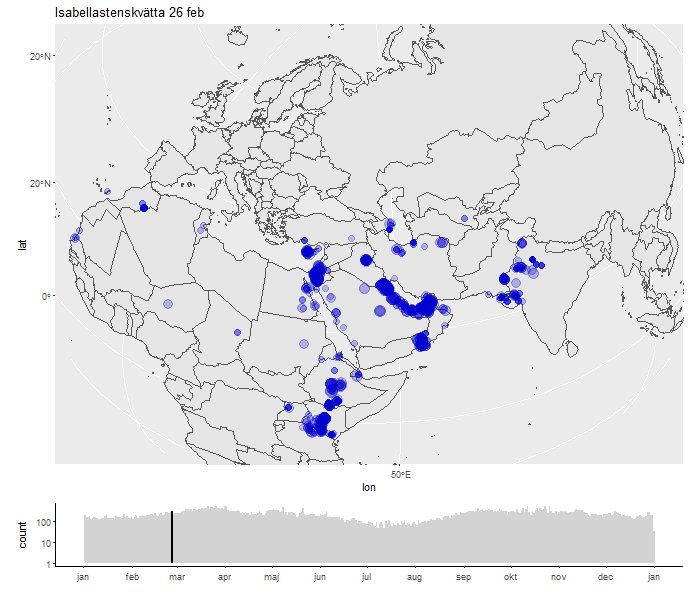 Isabellastenskvätta 26 feb
20°N
20°N
0°
lat
50°E
lon
count
100
10
1
jan feb mar apr maj jun jul aug sep okt nov dec jan